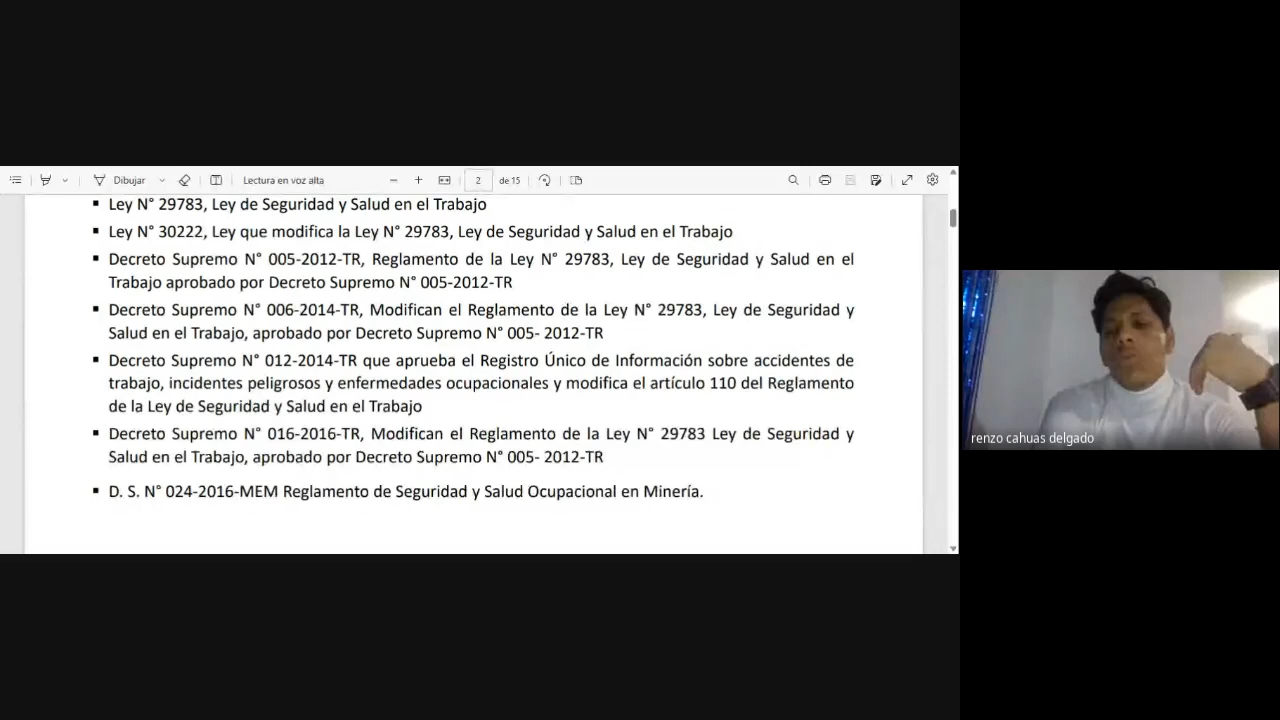 Dibujar
Lectura en voz alta
2
de 15
▪ Ley N° 29783, Ley de Seguridad y Salud en el Trabajo
▪ Ley N° 30222, Ley que modifica la Ley N° 29783, Ley de Seguridad y Salud en el Trabajo
▪ Decreto Supremo N° 005-2012-TR, Reglamento de la Ley N° 29783, Ley de Seguridad y Salud en el
Trabajo aprobado por Decreto Supremo N° 005-2012-TR
▪ Decreto Supremo N° 006-2014-TR, Modifican el Reglamento de la Ley N° 29783, Ley de Seguridad y
Salud en el Trabajo, aprobado por Decreto Supremo N° 005- 2012-TR
▪ Decreto Supremo N° 012-2014-TR que aprueba el Registro Único de Información sobre accidentes de
trabajo, incidentes peligrosos y enfermedades ocupacionales y modifica el artículo 110 del Reglamento
de la Ley de Seguridad y Salud en el Trabajo
▪ Decreto Supremo N° 016-2016-TR, Modifican el Reglamento de la Ley N° 29783 Ley de Seguridad y
Salud en el Trabajo, aprobado por Decreto Supremo N° 005- 2012-TR
▪ D. S. N° 024-2016-MEM Reglamento de Seguridad y Salud Ocupacional en Minería.
renzo cahuas delgado